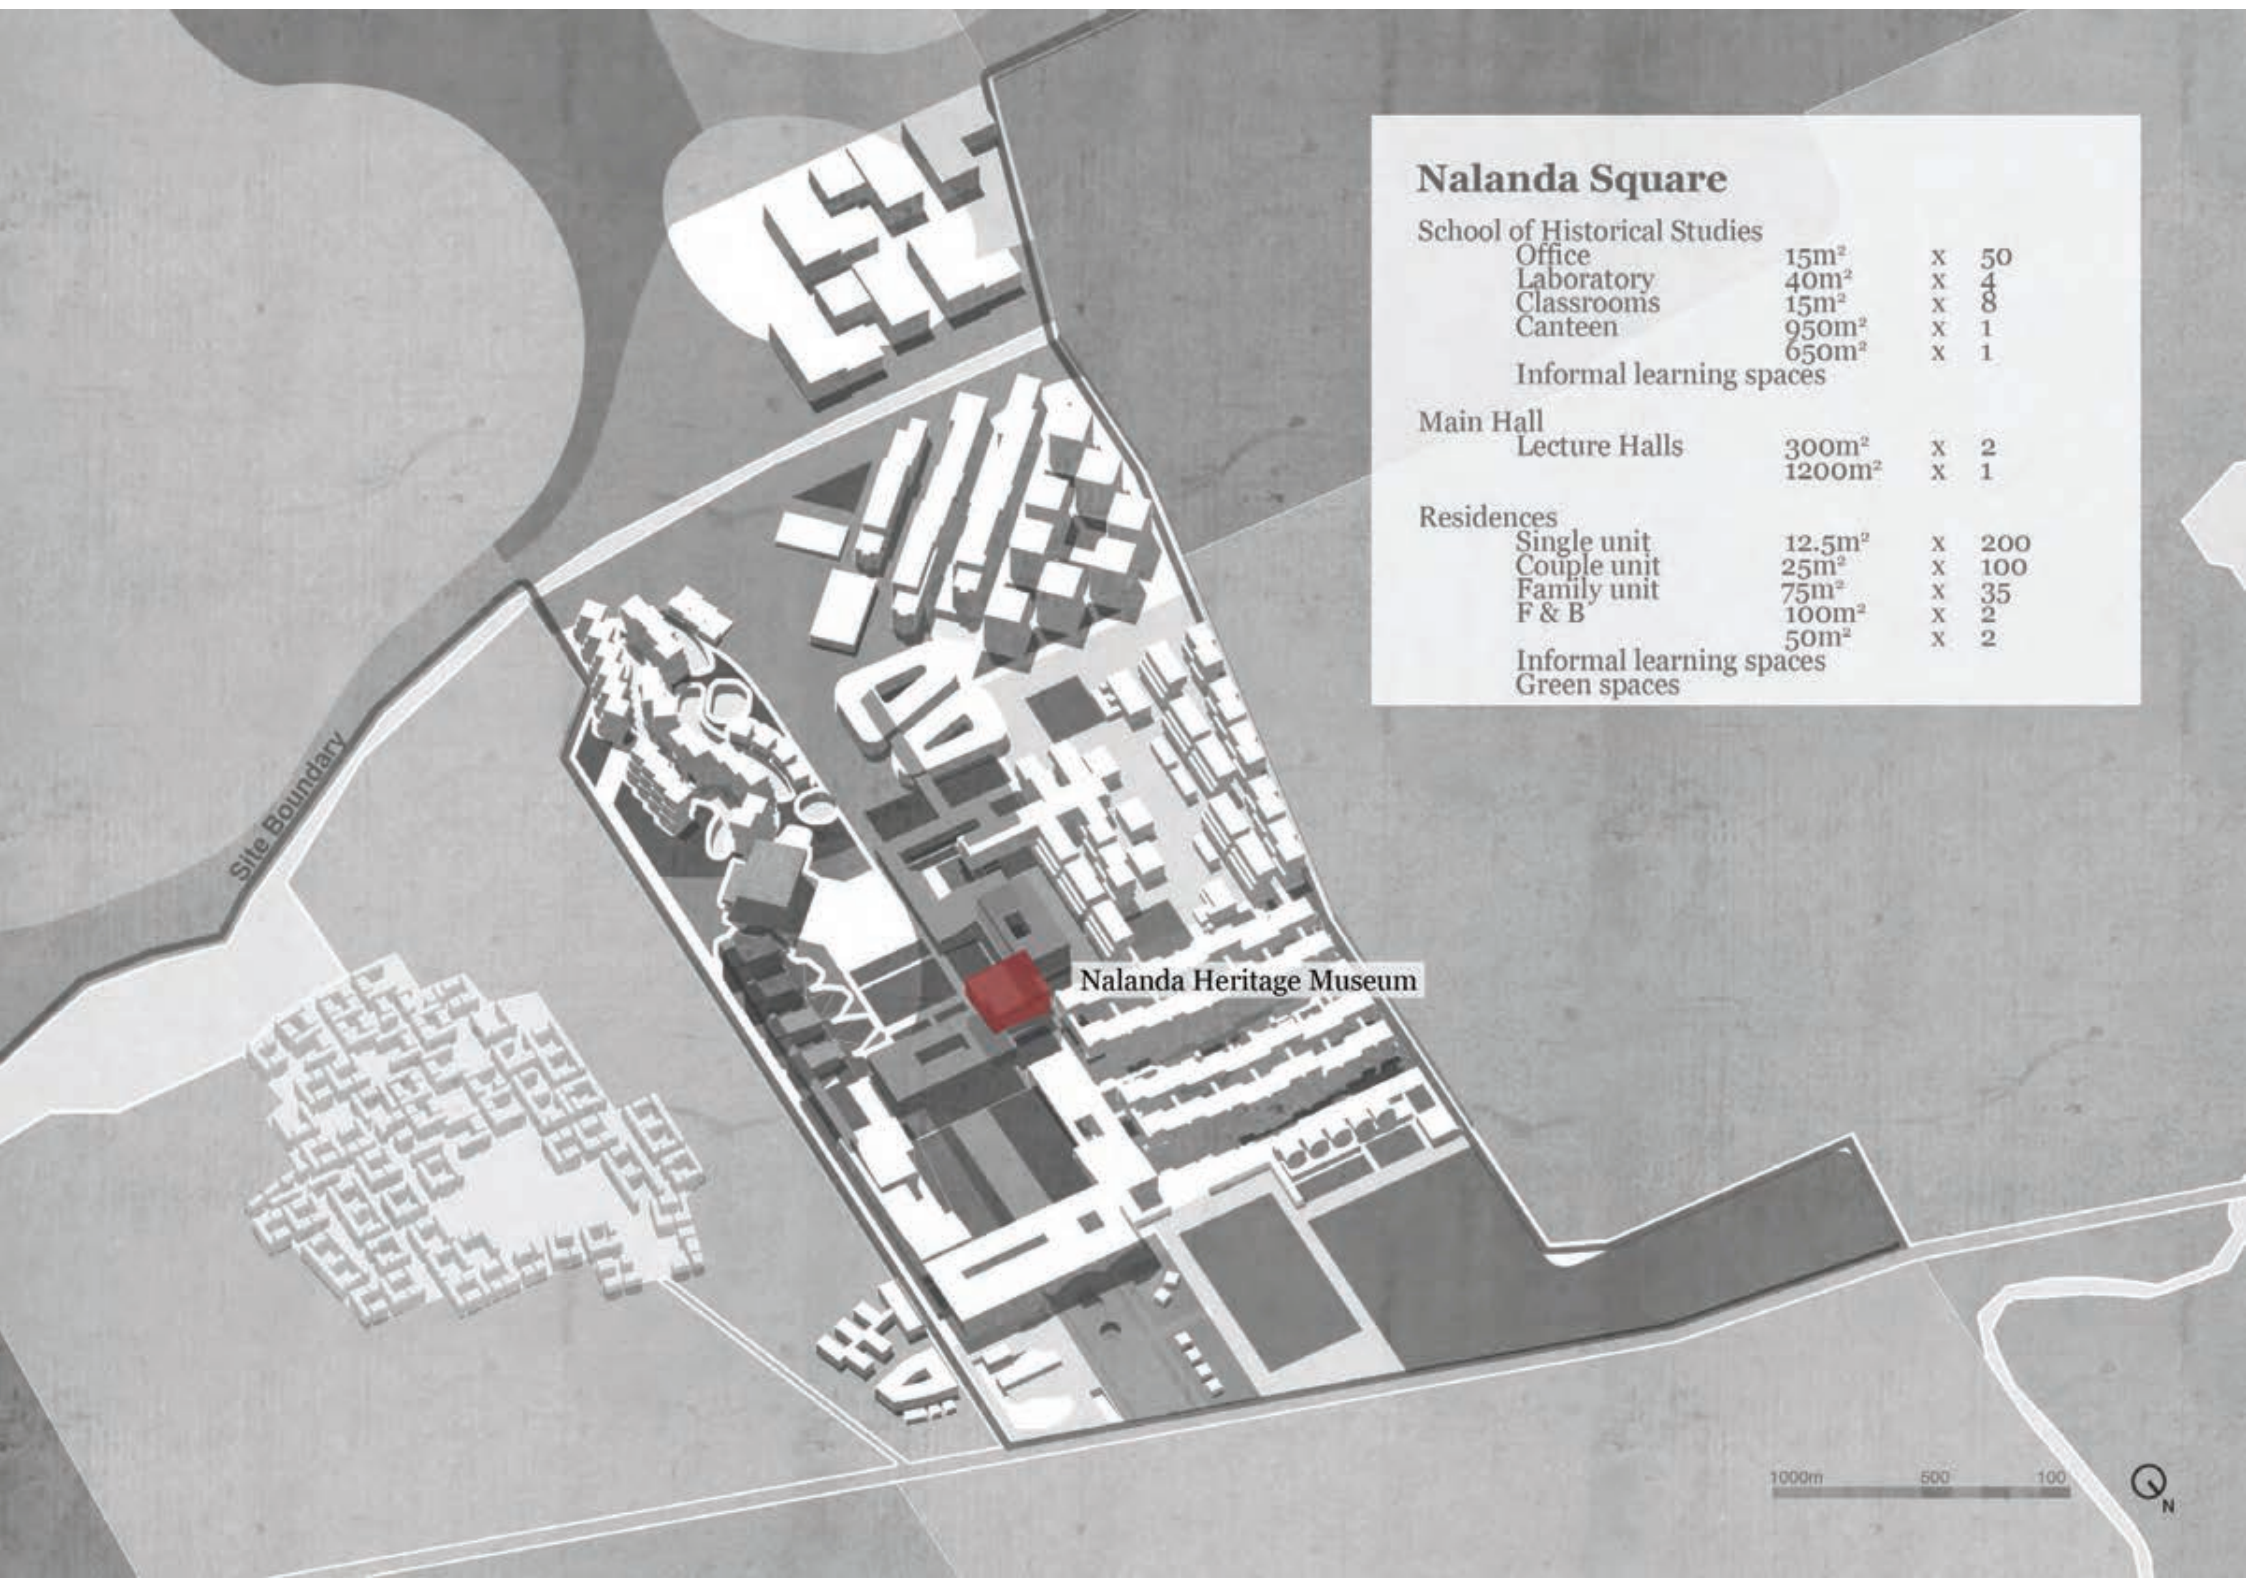 Nalanda Square
School of Historical Studies
Office 15m² x 50
Laboratory 40m² x 4
Classrooms 15m² x 8
Canteen 950m² x 1
650m² x 1
Informal learning spaces
Main Hall
Lecture Halls 300m² x 2
1200m² x 1
Residences
Single unit 12.5m² x 200
Couple unit 25m² x 100
Family unit 75m² x 35
F & B 100m² x 2
50m² x 2
Informal learning spaces
Green spaces
Site Boundary
Nalanda Heritage Museum
1000m 500 100
N